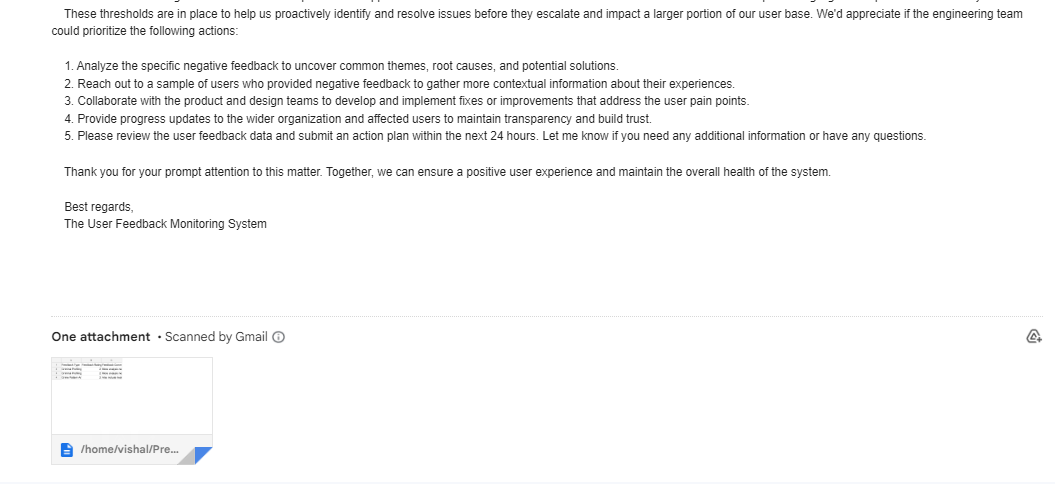 These thresholds are in place to help us proactively identify and resolve issues before they escalate and impact a larger portion of our user base. We'd appreciate if the engineering team
could prioritize the following actions:
1. Analyze the specific negative feedback to uncover common themes, root causes, and potential solutions.
2. Reach out to a sample of users who provided negative feedback to gather more contextual information about their experiences.
3. Collaborate with the product and design teams to develop and implement fixes or improvements that address the user pain points.
4. Provide progress updates to the wider organization and affected users to maintain transparency and build trust.
5. Please review the user feedback data and submit an action plan within the next 24 hours. Let me know if you need any additional information or have any questions.
Thank you for your prompt attention to this matter. Together, we can ensure a positive user experience and maintain the overall health of the system.
Best regards,
The User Feedback Monitoring System
One attachment • Scanned by Gmail
/home/vishal/Pre...